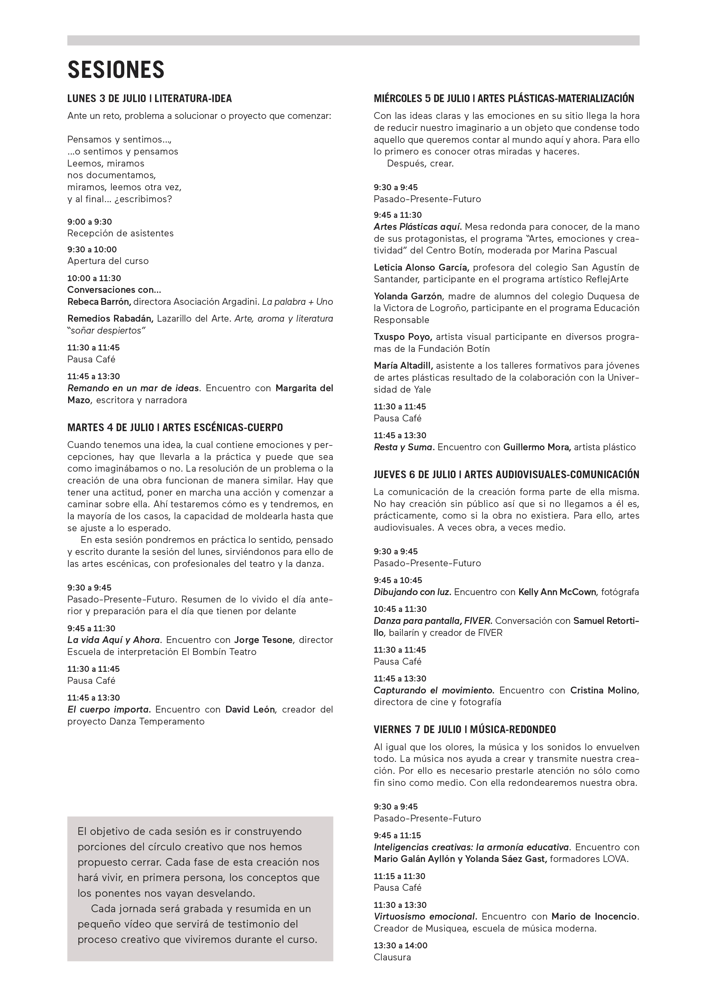 SESIONES
LUNES 3 DE JULIO | LITERATURA-IDEA
Ante un reto, problema a solucionar o proyecto que comenzar:
Pensamos y sentimos...,
...o sentimos y pensamos
Leemos, miramos
nos documentamos,
miramos, leemos otra vez,
y al final... ¿escribimos?
9:00 a 9:30
Recepción de asistentes
9:30 a 10:00
Apertura del curso
10:00 a 11:30
Conversaciones con...
Rebeca Barrón, directora Asociación Argadini. La palabra + Uno
Remedios Rabadán, Lazarillo del Arte. Arte, aroma y literatura
“soñar despiertos”
11:30 a 11:45
Pausa Café
11:45 a 13:30
Remando en un mar de ideas. Encuentro con Margarita del
Mazo, escritora y narradora
MARTES 4 DE JULIO | ARTES ESCÉNICAS-CUERPO
Cuando tenemos una idea, la cual contiene emociones y per-
cepciones, hay que llevarla a la práctica y puede que sea
como imaginábamos o no. La resolución de un problema o la
creación de una obra funcionan de manera similar. Hay que
tener una actitud, poner en marcha una acción y comenzar a
caminar sobre ella. Ahí testaremos cómo es y tendremos, en
la mayoría de los casos, la capacidad de moldearla hasta que
se ajuste a lo esperado.
En esta sesión pondremos en práctica lo sentido, pensado
y escrito durante la sesión del lunes, sirviéndonos para ello de
las artes escénicas, con profesionales del teatro y la danza.
9:30 a 9:45
Pasado-Presente-Futuro. Resumen de lo vivido el día ante-
rior y preparación para el día que tienen por delante
9:45 a 11:30
La vida Aquí y Ahora. Encuentro con Jorge Tesone, director
Escuela de interpretación El Bombín Teatro
11:30 a 11:45
Pausa Café
11:45 a 13:30
El cuerpo importa. Encuentro con David León, creador del
proyecto Danza Temperamento
El objetivo de cada sesión es ir construyendo
porciones del círculo creativo que nos hemos
propuesto cerrar. Cada fase de esta creación nos
hará vivir, en primera persona, los conceptos que
los ponentes nos vayan desvelando.
Cada jornada será grabada y resumida en un
pequeño vídeo que servirá de testimonio del
proceso creativo que viviremos durante el curso.
MIÉRCOLES 5 DE JULIO | ARTES PLÁSTICAS-MATERIALIZACIÓN
Con las ideas claras y las emociones en su sitio llega la hora
de reducir nuestro imaginario a un objeto que condense todo
aquello que queremos contar al mundo aquí y ahora. Para ello
lo primero es conocer otras miradas y haceres.
Después, crear.
9:30 a 9:45
Pasado-Presente-Futuro
9:45 a 11:30
Artes Plásticas aquí. Mesa redonda para conocer, de la mano
de sus protagonistas, el programa “Artes, emociones y crea-
tividad” del Centro Botín, moderada por Marina Pascual
Leticia Alonso García, profesora del colegio San Agustín de
Santander, participante en el programa artístico ReflejArte
Yolanda Garzón, madre de alumnos del colegio Duquesa de
la Victora de Logroño, participante en el programa Educación
Responsable
Txuspo Poyo, artista visual participante en diversos progra-
mas de la Fundación Botín
María Altadill, asistente a los talleres formativos para jóvenes
de artes plásticas resultado de la colaboración con la Univer-
sidad de Yale
11:30 a 11:45
Pausa Café
11:45 a 13:30
Resta y Suma. Encuentro con Guillermo Mora, artista plástico
JUEVES 6 DE JULIO | ARTES AUDIOVISUALES-COMUNICACIÓN
La comunicación de la creación forma parte de ella misma.
No hay creación sin público así que si no llegamos a él es,
prácticamente, como si la obra no existiera. Para ello, artes
audiovisuales. A veces obra, a veces medio.
9:30 a 9:45
Pasado-Presente-Futuro
9:45 a 10:45
Dibujando con luz. Encuentro con Kelly Ann McCown, fotógrafa
10:45 a 11:30
Danza para pantalla, FIVER. Conversación con Samuel Retorti-
llo, bailarín y creador de FIVER
11:30 a 11:45
Pausa Café
11:45 a 13:30
Capturando el movimiento. Encuentro con Cristina Molino,
directora de cine y fotografía
VIERNES 7 DE JULIO | MÚSICA-REDONDEO
Al igual que los olores, la música y los sonidos lo envuelven
todo. La música nos ayuda a crear y transmite nuestra crea-
ción. Por ello es necesario prestarle atención no sólo como
fin sino como medio. Con ella redondearemos nuestra obra.
9:30 a 9:45
Pasado-Presente-Futuro
9:45 a 11:15
Inteligencias creativas: la armonía educativa. Encuentro con
Mario Galán Ayllón y Yolanda Sáez Gast, formadores LOVA.
11:15 a 11:30
Pausa Café
11:30 a 13:30
Virtuosismo emocional. Encuentro con Mario de Inocencio.
Creador de Musiquea, escuela de música moderna.
13:30 a 14:00
Clausura